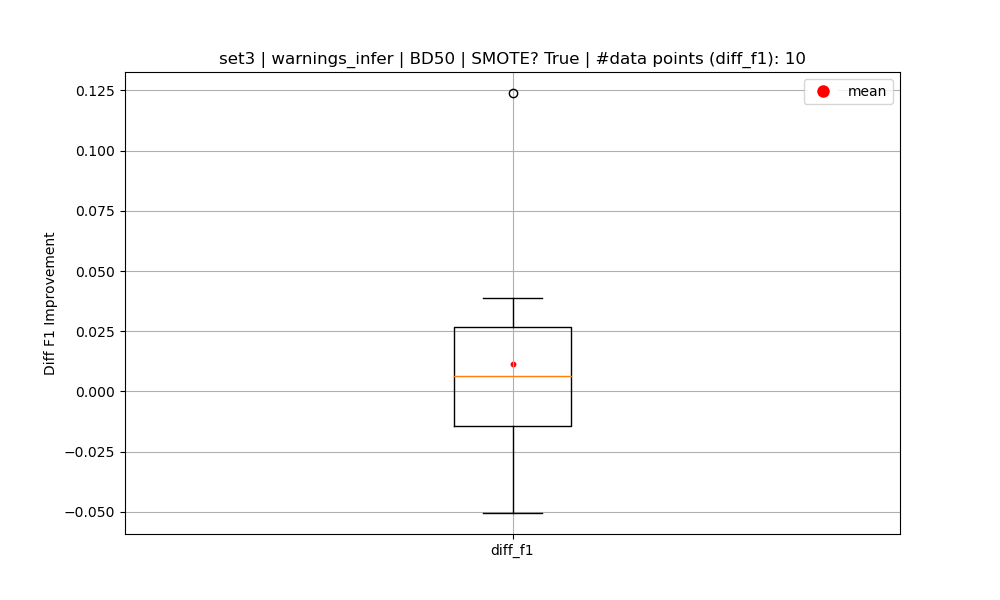 set3 | warnings_infer | BD50 | SMOTE? True | #data points (diff_f1): 10
mean
0.125
0.100
0.075
0.050
0.025
0.000
−0.025
−0.050
Diff F1 Improvement
diff_f1